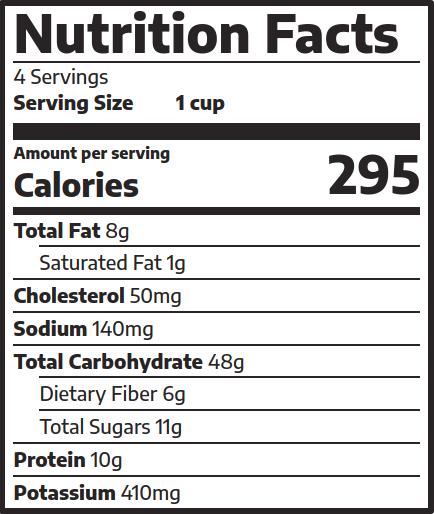 Nutrition Facts
4 Servings
Serving Size 1 cup
Amount per serving
Calories 295
Total Fat 8g
Saturated Fat 1g
Cholesterol 50mg
Sodium 140mg
Total Carbohydrate 48g
Dietary Fiber 6g
Total Sugars 11g
Protein 10g
Potassium 410mg